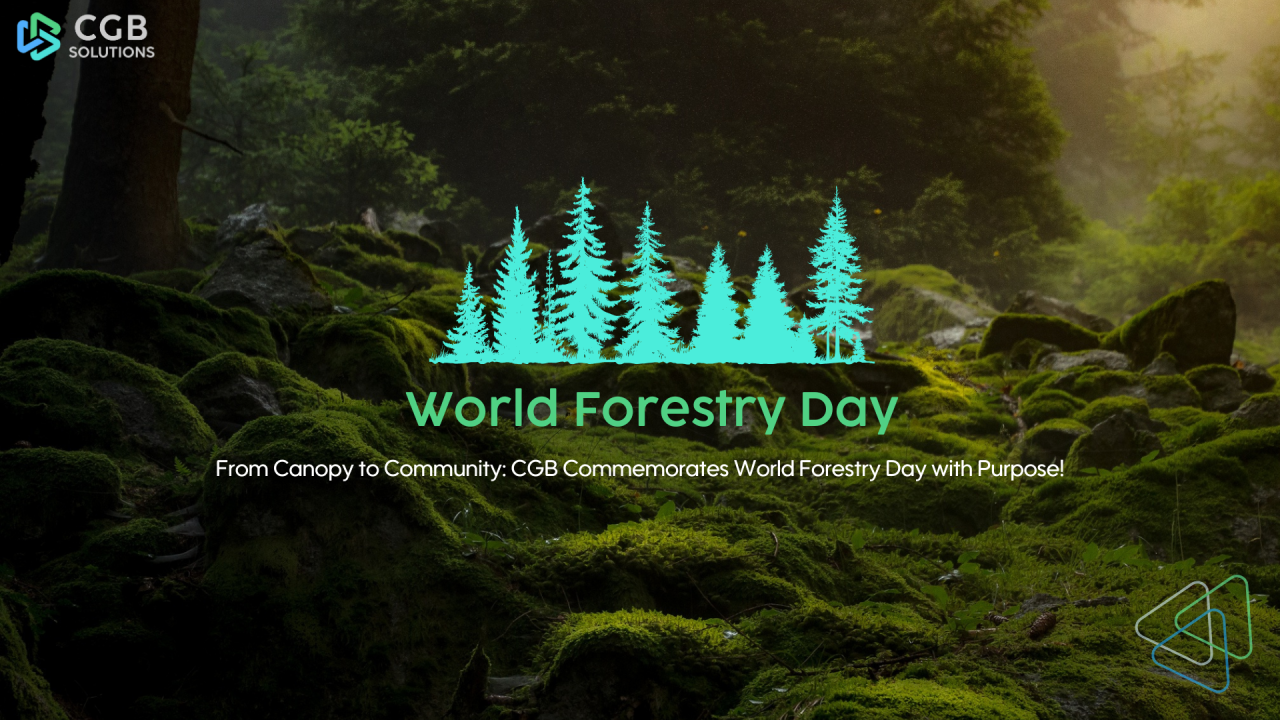 CGB
SOLUTIONS
World Forestry Day
From Canopy to Community: CGB Commemorates World Forestry Day with Purpose!